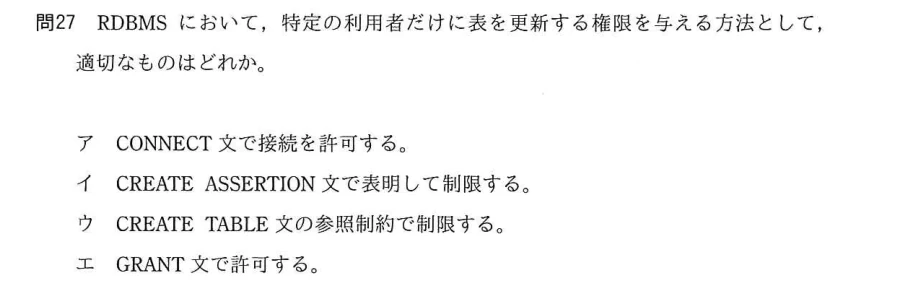 問27 RDBMS において，特定の利用者だけに表を更新する権限を与える方法として，
適切なものはどれか。
ア CONNECT 文で接続を許可する。
イ CREATE ASSERTION 文で表明して制限する。
ウ CREATE TABLE 文の参照制約で制限する。
エ GRANT 文で許可する。